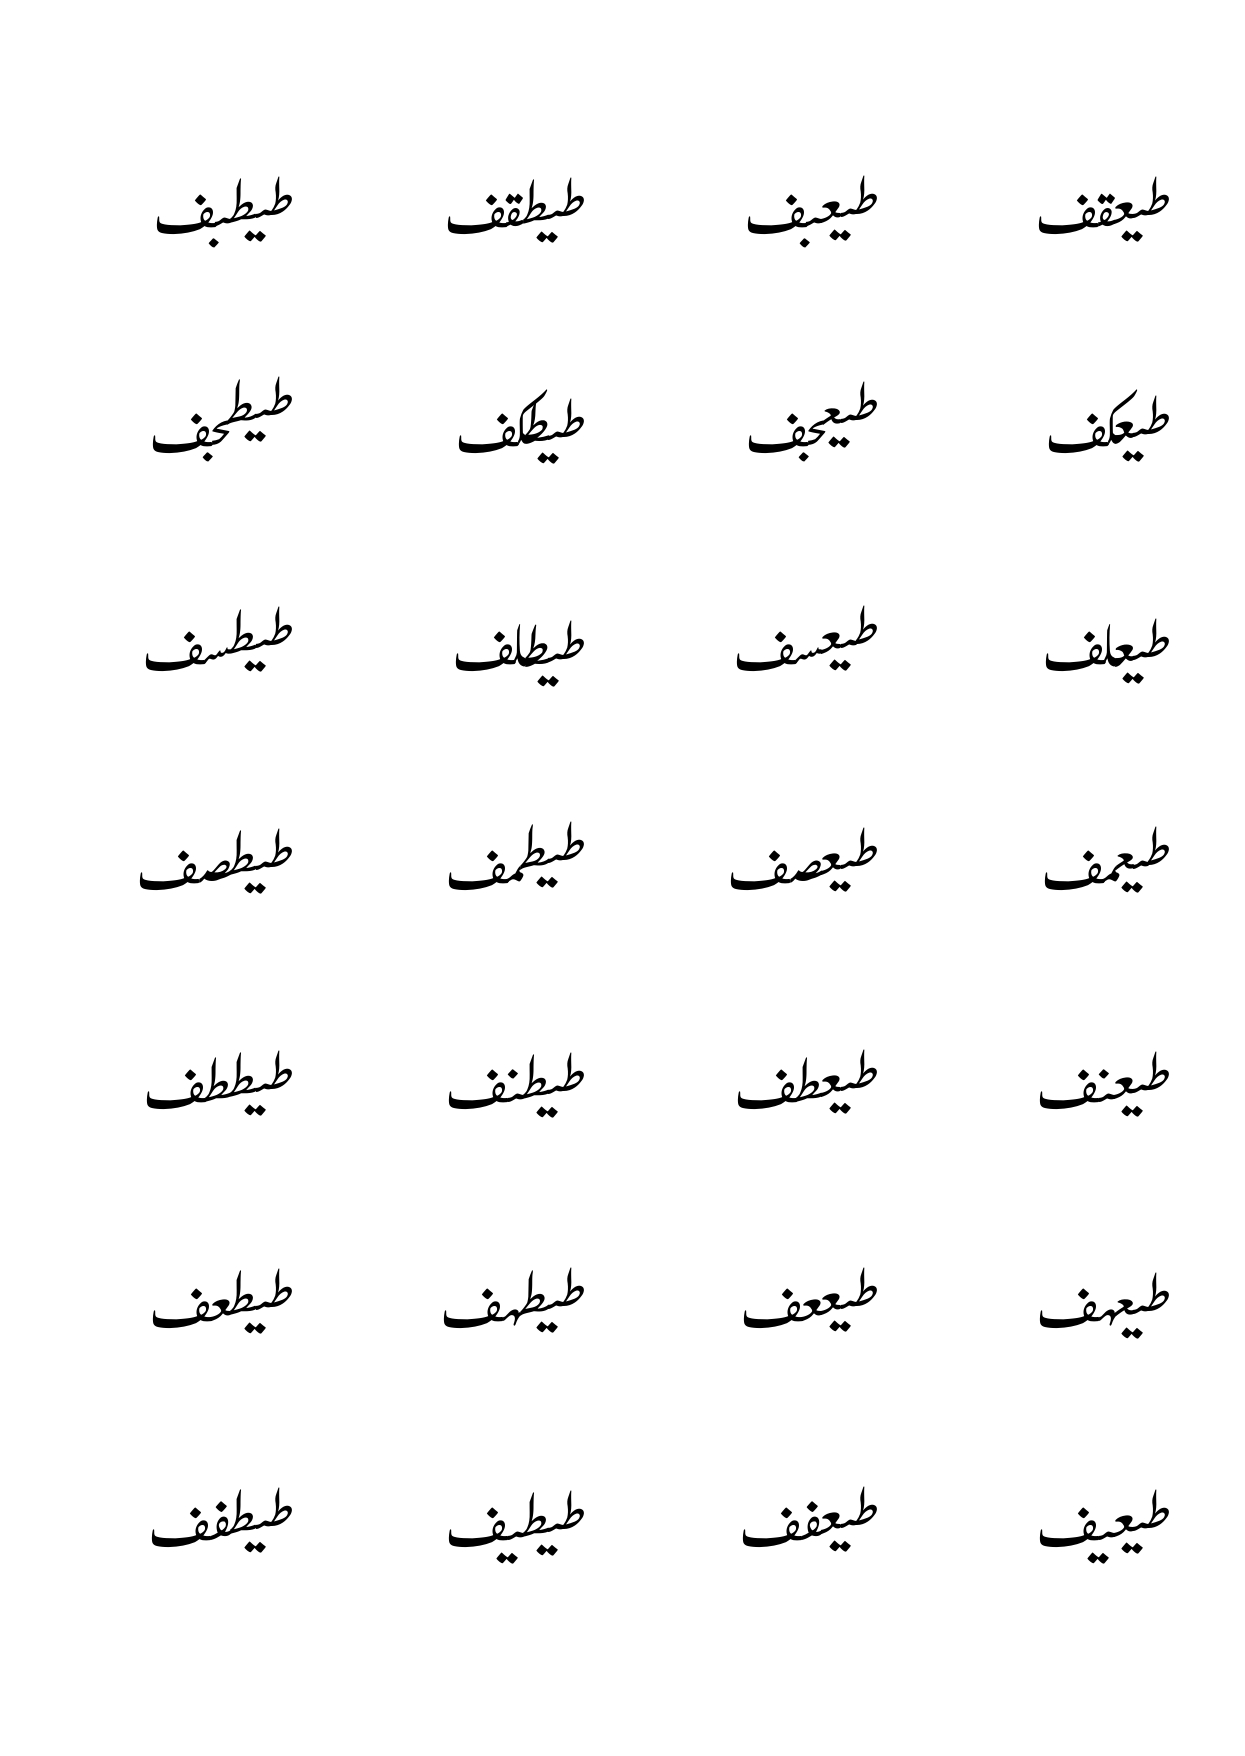 طيعقف طيعبف طيطقف طيطبف
طيعكف طيعجف طيطكف طيطجف
طيعلف طيعسف طيطلف طيطسف
طيعمف طيعصف طيطمف طيطصف
طيعنف طيعطف طيطنف طيططف
طيعهف طيععف طيطهف طيطعف
طيعيف طيعفف طيطيف طيطفف